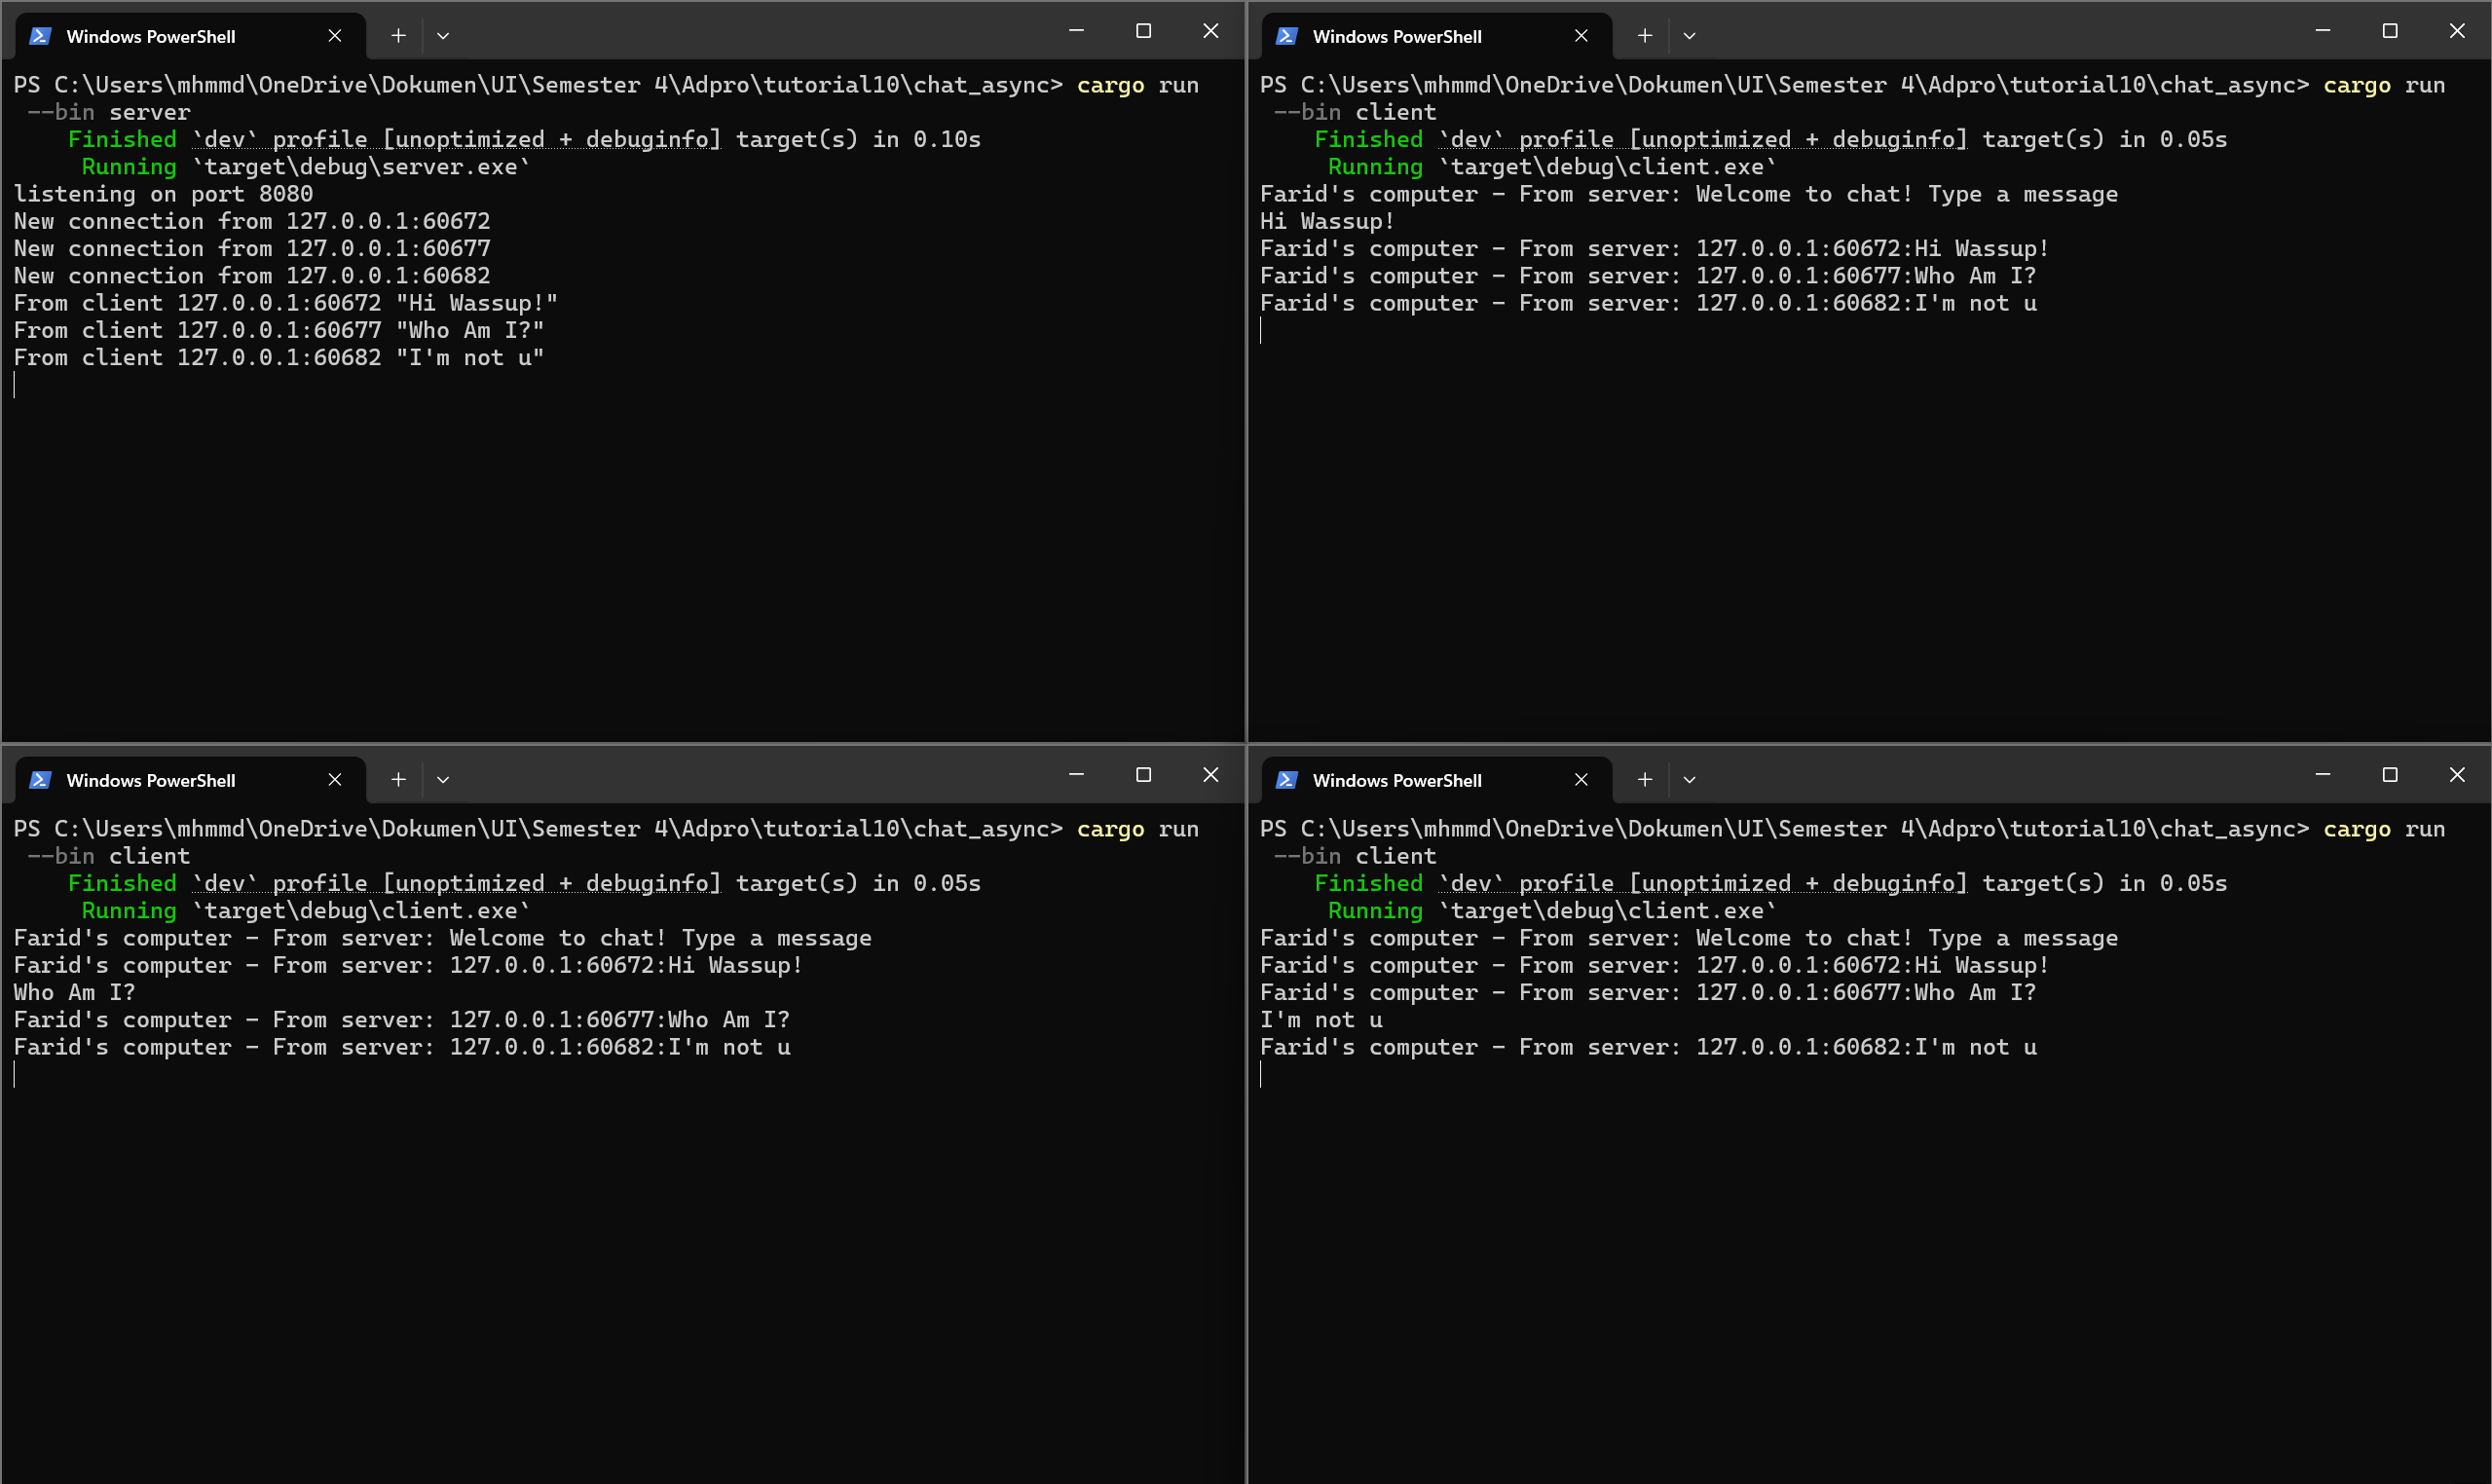 Windows PowerShell
PS C:\Users\mhmmd\OneDrive\Dokumen\UI\Semester 4\Adpro\tutorial10\chat_async> cargo run
--bin server
Finished `dev` profile [unoptimized + debuginfo] target(s) in 0.10s
Running `target\debug\server.exe`
listening on port 8080
New connection from 127.0.0.1:60672
New connection from 127.0.0.1:60677
New connection from 127.0.0.1:60682
From client 127.0.0.1:60672 "Hi Wassup!"
From client 127.0.0.1:60677 "Who Am I?"
From client 127.0.0.1:60682 "I'm not u"
Windows PowerShell
PS C:\Users\mhmmd\OneDrive\Dokumen\UI\Semester 4\Adpro\tutorial10\chat_async> cargo run
--bin client
Finished `dev` profile [unoptimized + debuginfo] target(s) in 0.05s
Running `target\debug\client.exe`
Farid's computer - From server: Welcome to chat! Type a message
Hi Wassup!
Farid's computer - From server: 127.0.0.1:60672:Hi Wassup!
Farid's computer - From server: 127.0.0.1:60677:Who Am I?
Farid's computer - From server: 127.0.0.1:60682:I'm not u
Windows PowerShell
PS C:\Users\mhmmd\OneDrive\Dokumen\UI\Semester 4\Adpro\tutorial10\chat_async> cargo run
--bin client
Finished `dev` profile [unoptimized + debuginfo] target(s) in 0.05s
Running `target\debug\client.exe`
Farid's computer - From server: Welcome to chat! Type a message
Farid's computer - From server: 127.0.0.1:60672:Hi Wassup!
Who Am I?
Farid's computer - From server: 127.0.0.1:60677:Who Am I?
Farid's computer - From server: 127.0.0.1:60682:I'm not u
Windows PowerShell
PS C:\Users\mhmmd\OneDrive\Dokumen\UI\Semester 4\Adpro\tutorial10\chat_async> cargo run
--bin client
Finished `dev` profile [unoptimized + debuginfo] target(s) in 0.05s
Running `target\debug\client.exe`
Farid's computer - From server: Welcome to chat! Type a message
Farid's computer - From server: 127.0.0.1:60672:Hi Wassup!
Farid's computer - From server: 127.0.0.1:60677:Who Am I?
I'm not u
Farid's computer - From server: 127.0.0.1:60682:I'm not u